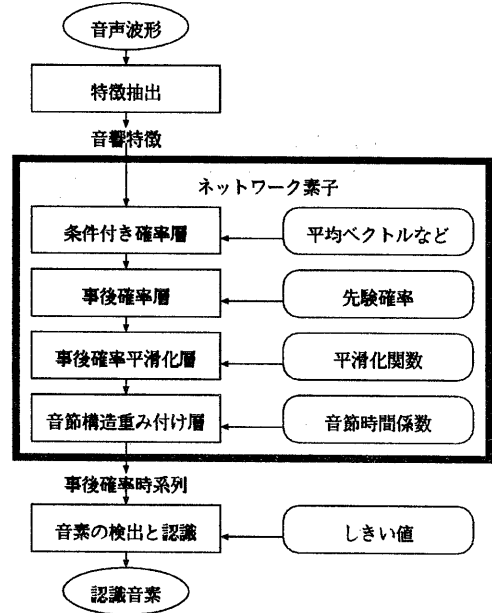 音声波形
特徴抽出
音響特徴
ネットワーク素子
条件付き確率層
平均ベクトルなど
事後確率層
先験確率
事後確率平滑化層
平滑化関数
音節構造重み付け層
音節時間係数
事後確率時系列
音素の検出と認識
しきい値
認識音素